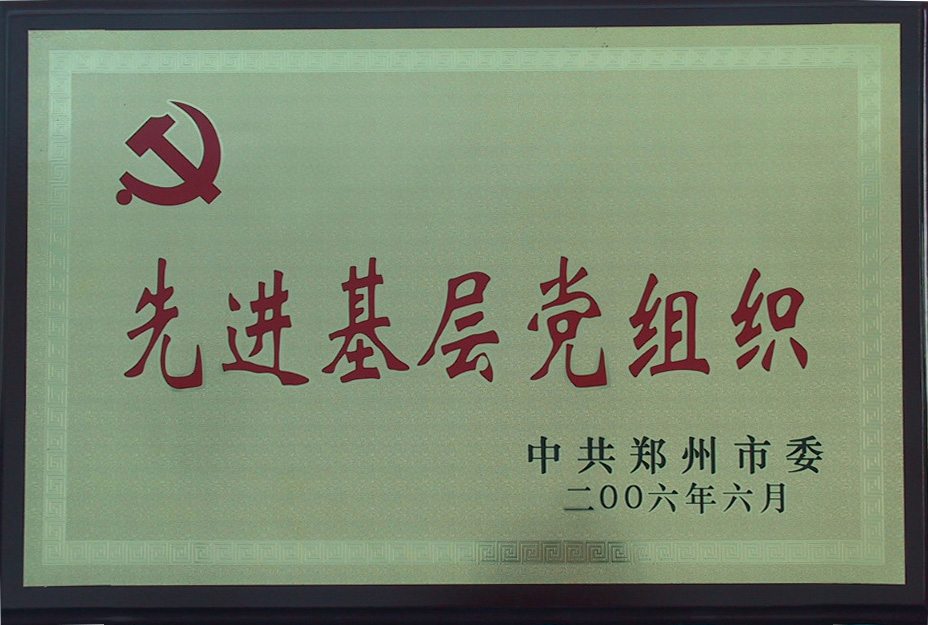 先进基层党组织
中共郑州市委
二00六年六月